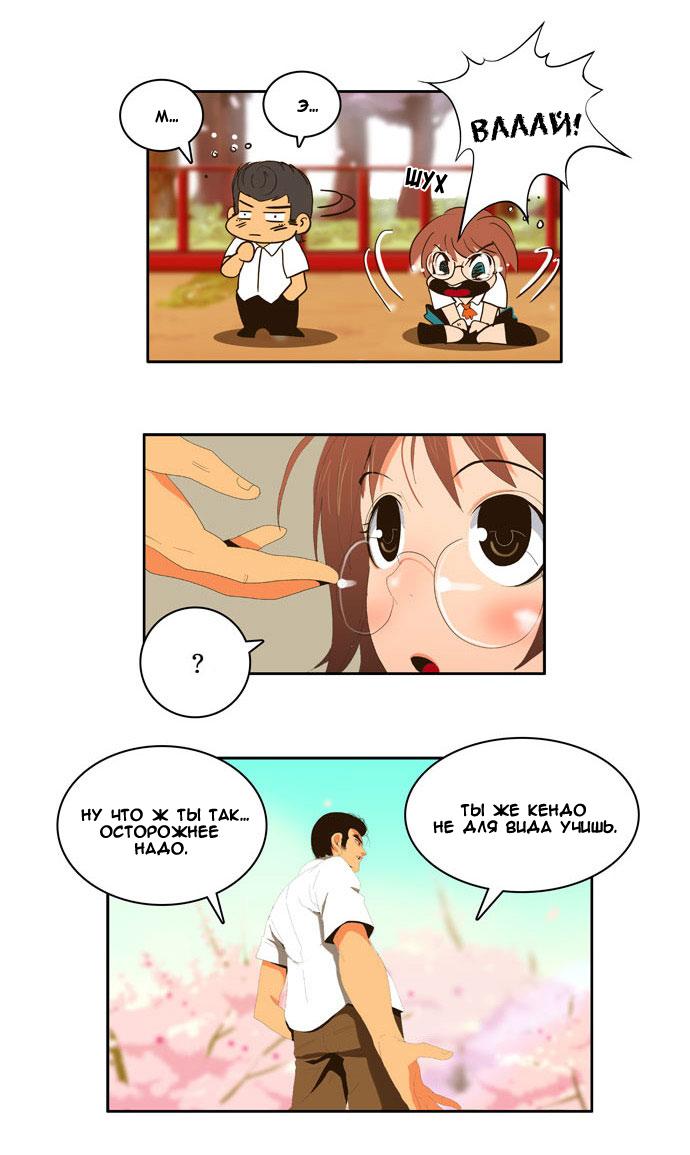 М...
Э...
ВАААЙ!
ШУХ
?
НУ ЧТО Ж ТЫ ТАК...
ОСТОРОЖНЕЕ
НАДО.
ТЫ ЖЕ КЕНДО
НЕ ДЛЯ ВИДА УЧИШЬ.